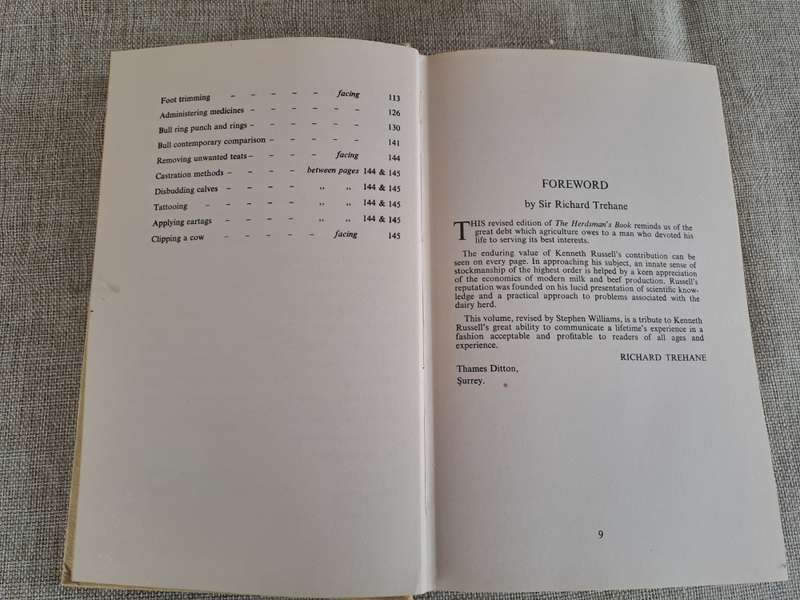 Foot trimming – – – – – facing 113
Administering medicines – – – – – 126
Bull ring punch and rings – – – – – – 130
Bull contemporary comparison – – – – – 141
Removing unwanted teats – – – – facing 144
Castration methods – – – – between pages 144 & 145
Disbudding calves – – – – – ,, ,, 144 & 145
Tattooing – – – – – ,, ,, 144 & 145
Applying eartags – – – – – ,, ,, 144 & 145
Clipping a cow – – – – – facing 145
FOREWORD
by Sir Richard Trehane
THIS revised edition of The Herdsman's Book reminds us of the
great debt which agriculture owes to a man who devoted his
life to serving its best interests.
The enduring value of Kenneth Russell's contribution can be
seen on every page. In approaching his subject, an innate sense of
stockmanship of the highest order is helped by a keen appreciation
of the economics of modern milk and beef production. Russell's
reputation was founded on his lucid presentation of scientific know-
ledge and a practical approach to problems associated with the
dairy herd.
This volume, revised by Stephen Williams, is a tribute to Kenneth
Russell's great ability to communicate a lifetime's experience in a
fashion acceptable and profitable to readers of all ages and
experience.
RICHARD TREHANE
Thames Ditton,
Surrey.
9